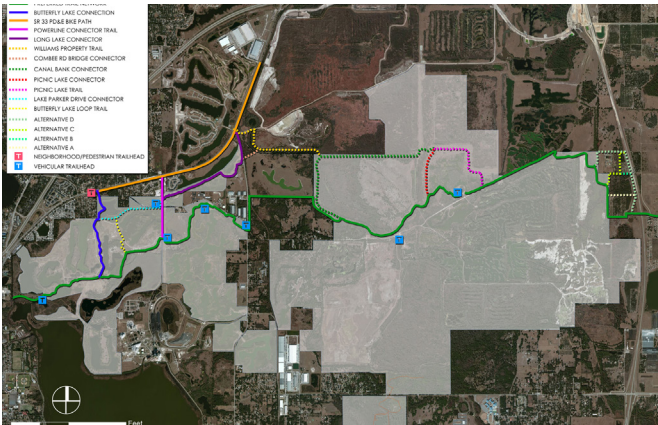 BUTTERFLY LAKE CONNECTION
SR 33 PD&E BIKE PATH
POWERLINE CONNECTOR TRAIL
LONG LAKE CONNECTOR
WILLIAMS PROPERTY TRAIL
COMBEE RD BRIDGE CONNECTOR
CANAL BANK CONNECTOR
PICNIC LAKE CONNECTOR
PICNIC LAKE TRAIL
LAKE PARKER DRIVE CONNECTOR
BUTTERFLY LAKE LOOP TRAIL
ALTERNATIVE D
ALTERNATIVE C
ALTERNATIVE B
ALTERNATIVE A
T NEIGHBORHOOD/PEDESTRIAN TRAILHEAD
T VEHICULAR TRAILHEAD
T
T
T
T
T
T
T
T
Feet